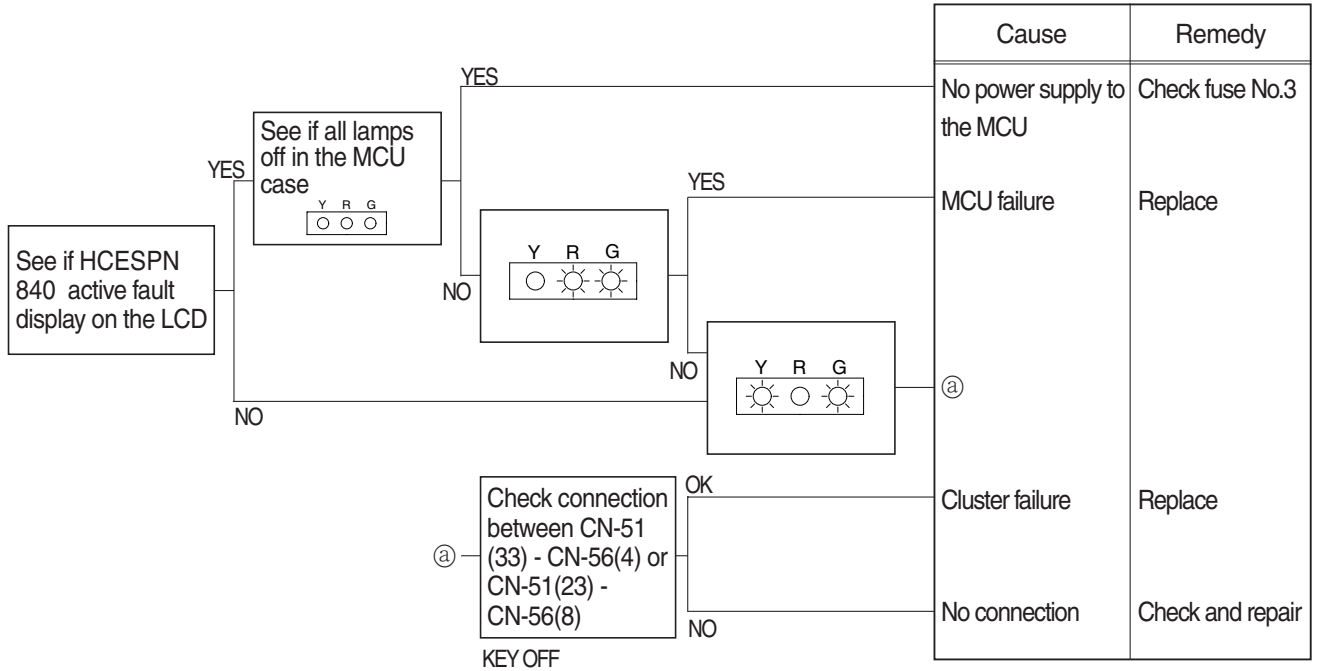 Cause
Remedy
YES
No power supply to
the MCU
Check fuse No.3
See if all lamps
off in the MCU
case
Y R G
YES
YES
MCU failure
Replace
See if HCESPN
840 active fault
display on the LCD
Y R G
NO
NO
Y R G
ⓐ
NO
Check connection
between CN-51
(33) - CN-56(4) or
CN-51(23) -
CN-56(8)
ⓐ
OK
Cluster failure
Replace
NO
No connection
Check and repair
KEY OFF